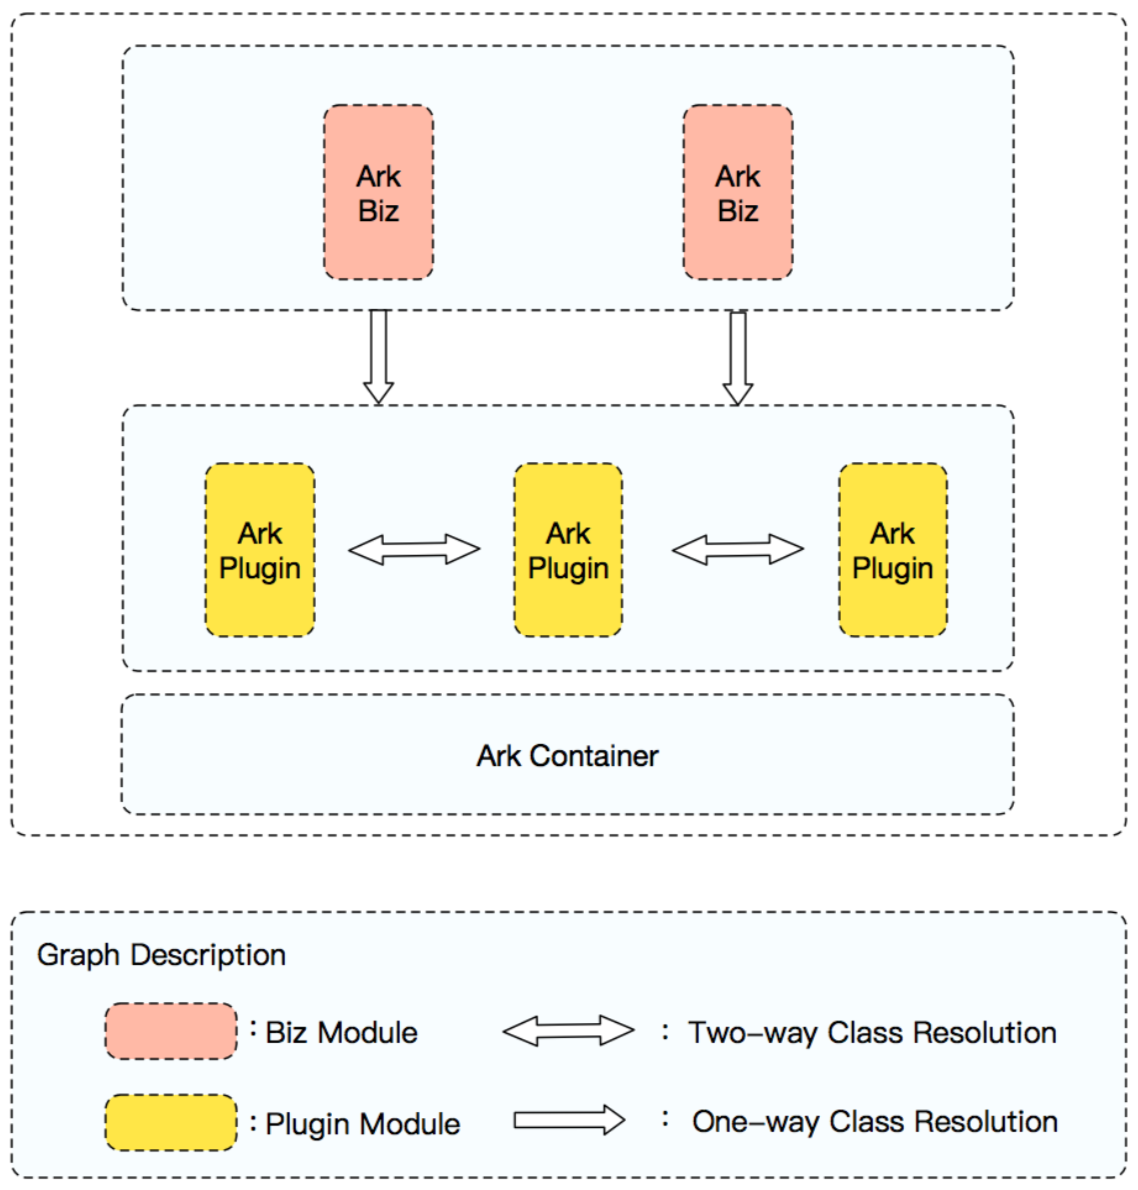 Ark
Biz
Ark
Biz
Ark
Plugin
Ark
Plugin
Ark
Plugin
Ark Container
Graph Description
: Biz Module
: Two-way Class Resolution
: Plugin Module
: One-way Class Resolution